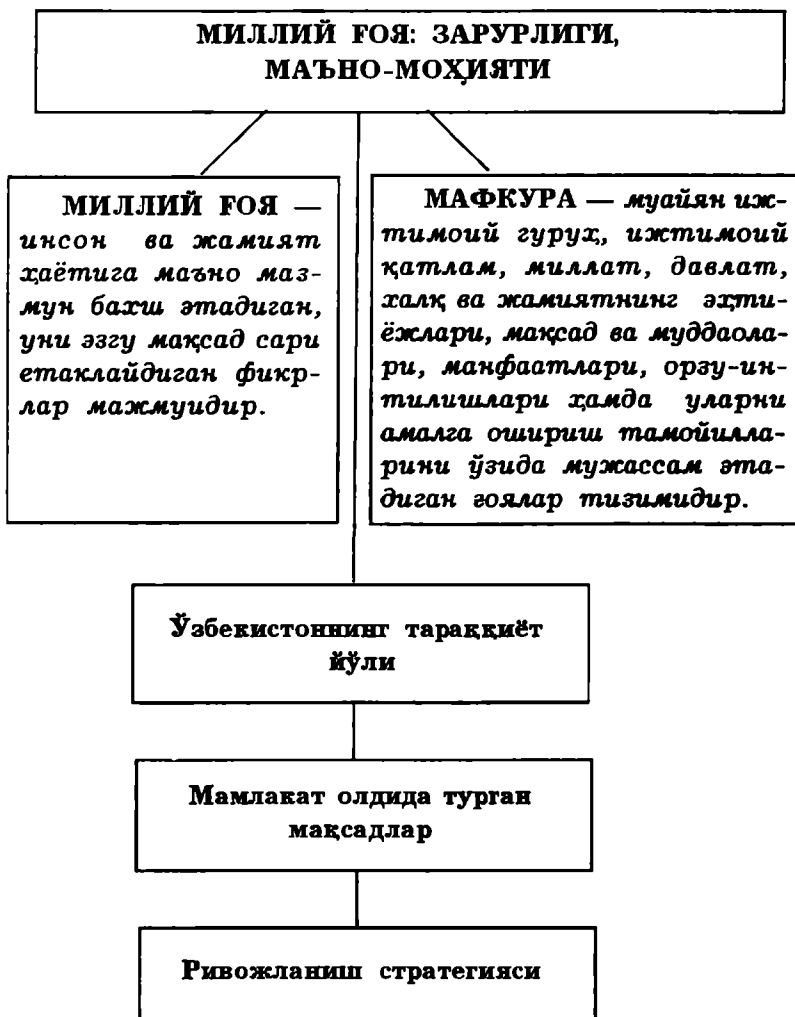 МИЛЛИЙ ҒОЯ: ЗАРУРЛИГИ,
МАЪНО-МОҲИЯТИ
МИЛЛИЙ ҒОЯ —
инсон ва жамият
ҳаётига маъно маз-
мун бахш этадиган,
уни эзгу мақсад сари
етаклайдиган фикр-
лар мажмуидир.
МАФКУРА — муайян иж-
тимоий гуруҳ, ижтимоий
қатлам, миллат, давлат,
халқ ва жамиятнинг эҳти-
ёжлари, мақсад ва муддаола-
ри, манфаатлари, орзу-ин-
тилишлари ҳамда уларни
амалга ошириш тамойилла-
рини ўзида мужассам эта-
диган ғоялар тизимидир.
Ўзбекистоннинг тараққиёт
йўли
Мамлакат олдида турган
мақсадлар
Ривожланиш стратегияси